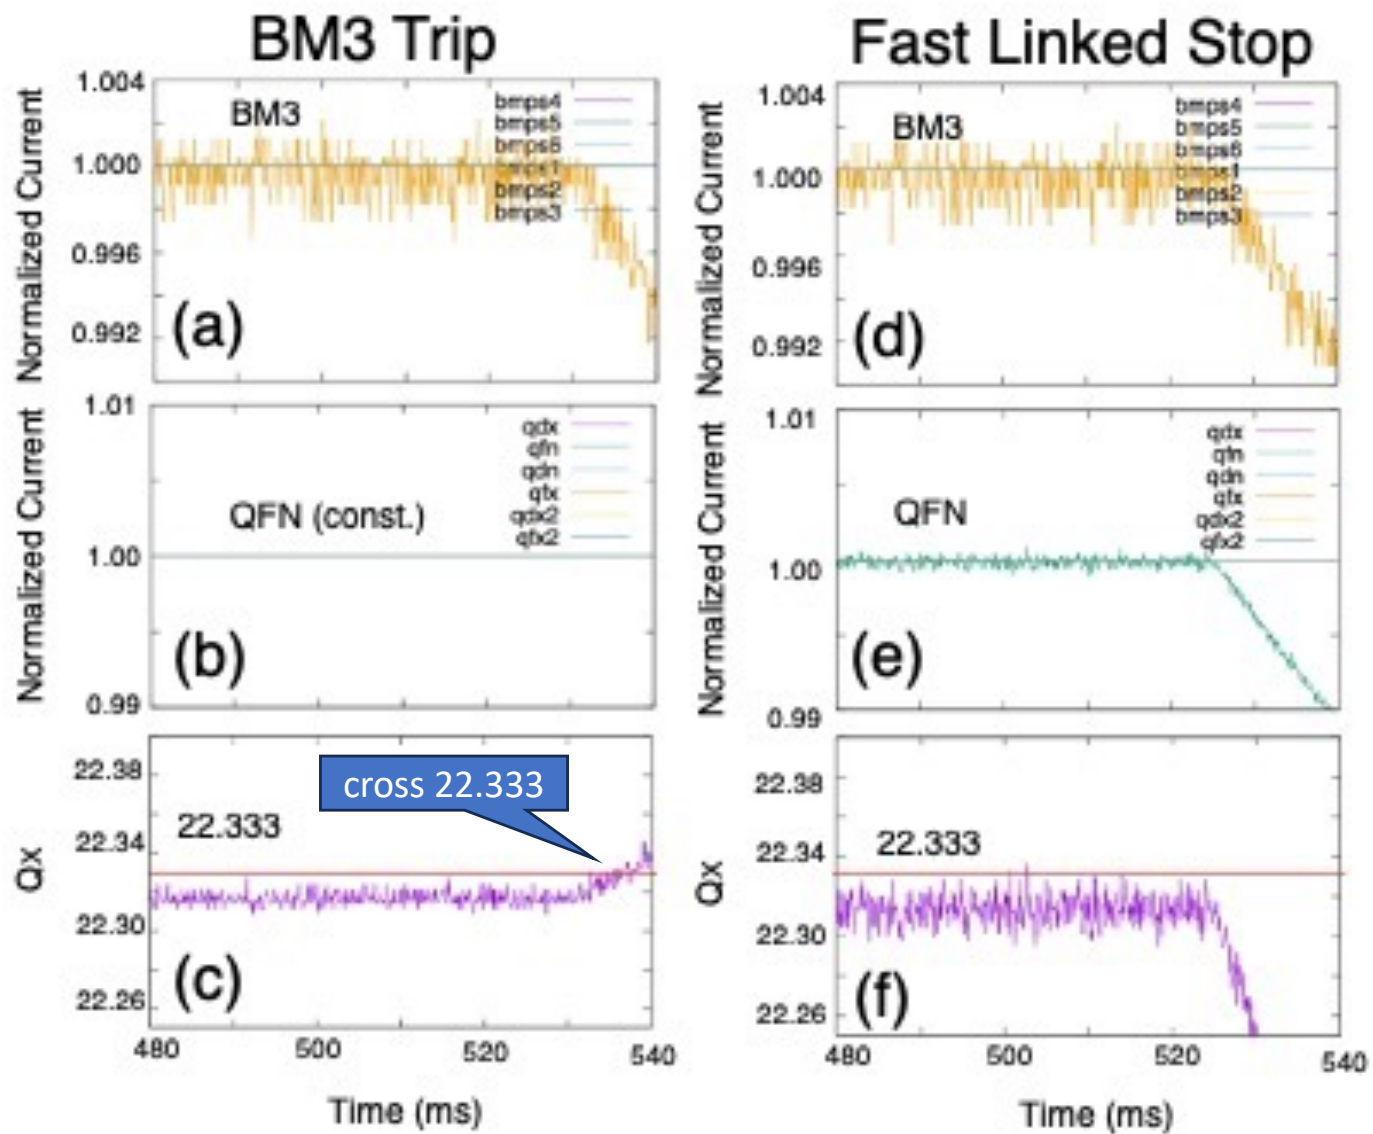 BM3 Trip
Normalized Current
1.004
1.000
0.996
0.992
BM3
bmps4
bmps5
bmps6
bmps1
bmps2
bmps3
(a)
Normalized Current
1.01
1.00
0.99
QFN (const.)
qdx
qfn
qdn
qfx
qdx2
qfx2
(b)
Qx
22.38
22.34
22.30
22.26
22.333
cross 22.333
(c)
480
500
520
540
Time (ms)
Fast Linked Stop
Normalized Current
1.004
1.000
0.996
0.992
BM3
bmps4
bmps5
bmps6
bmps1
bmps2
bmps3
(d)
Normalized Current
1.01
1.00
0.99
QFN
qdx
qfn
qdn
qfx
qdx2
qfx2
(e)
Qx
22.38
22.34
22.30
22.26
22.333
(f)
480
500
520
540
Time (ms)